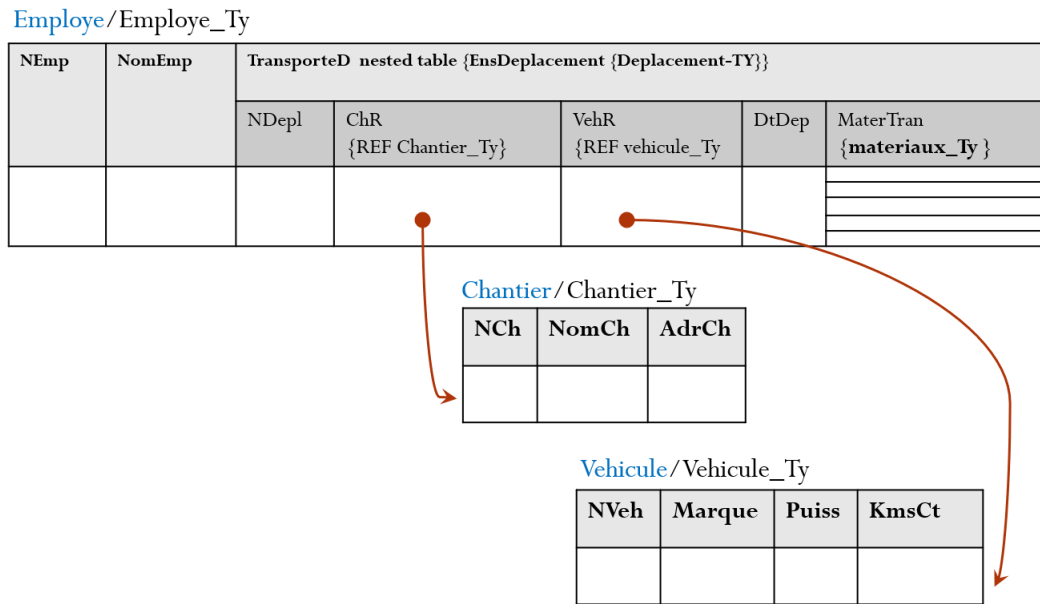 Employe/Employe_Ty
NEmp NomEmp TransporteD nested table {EnsDeplacement {Deplacement-TY}}
NDepl ChR VehR DtDep MaterTran
{REF Chantier_Ty} {REF vehicule_Ty {materiaux_Ty }
Chantier/Chantier_Ty
NCh NomCh AdrCh
Vehicule/Vehicule_Ty
NVeh Marque Puiss KmsCt